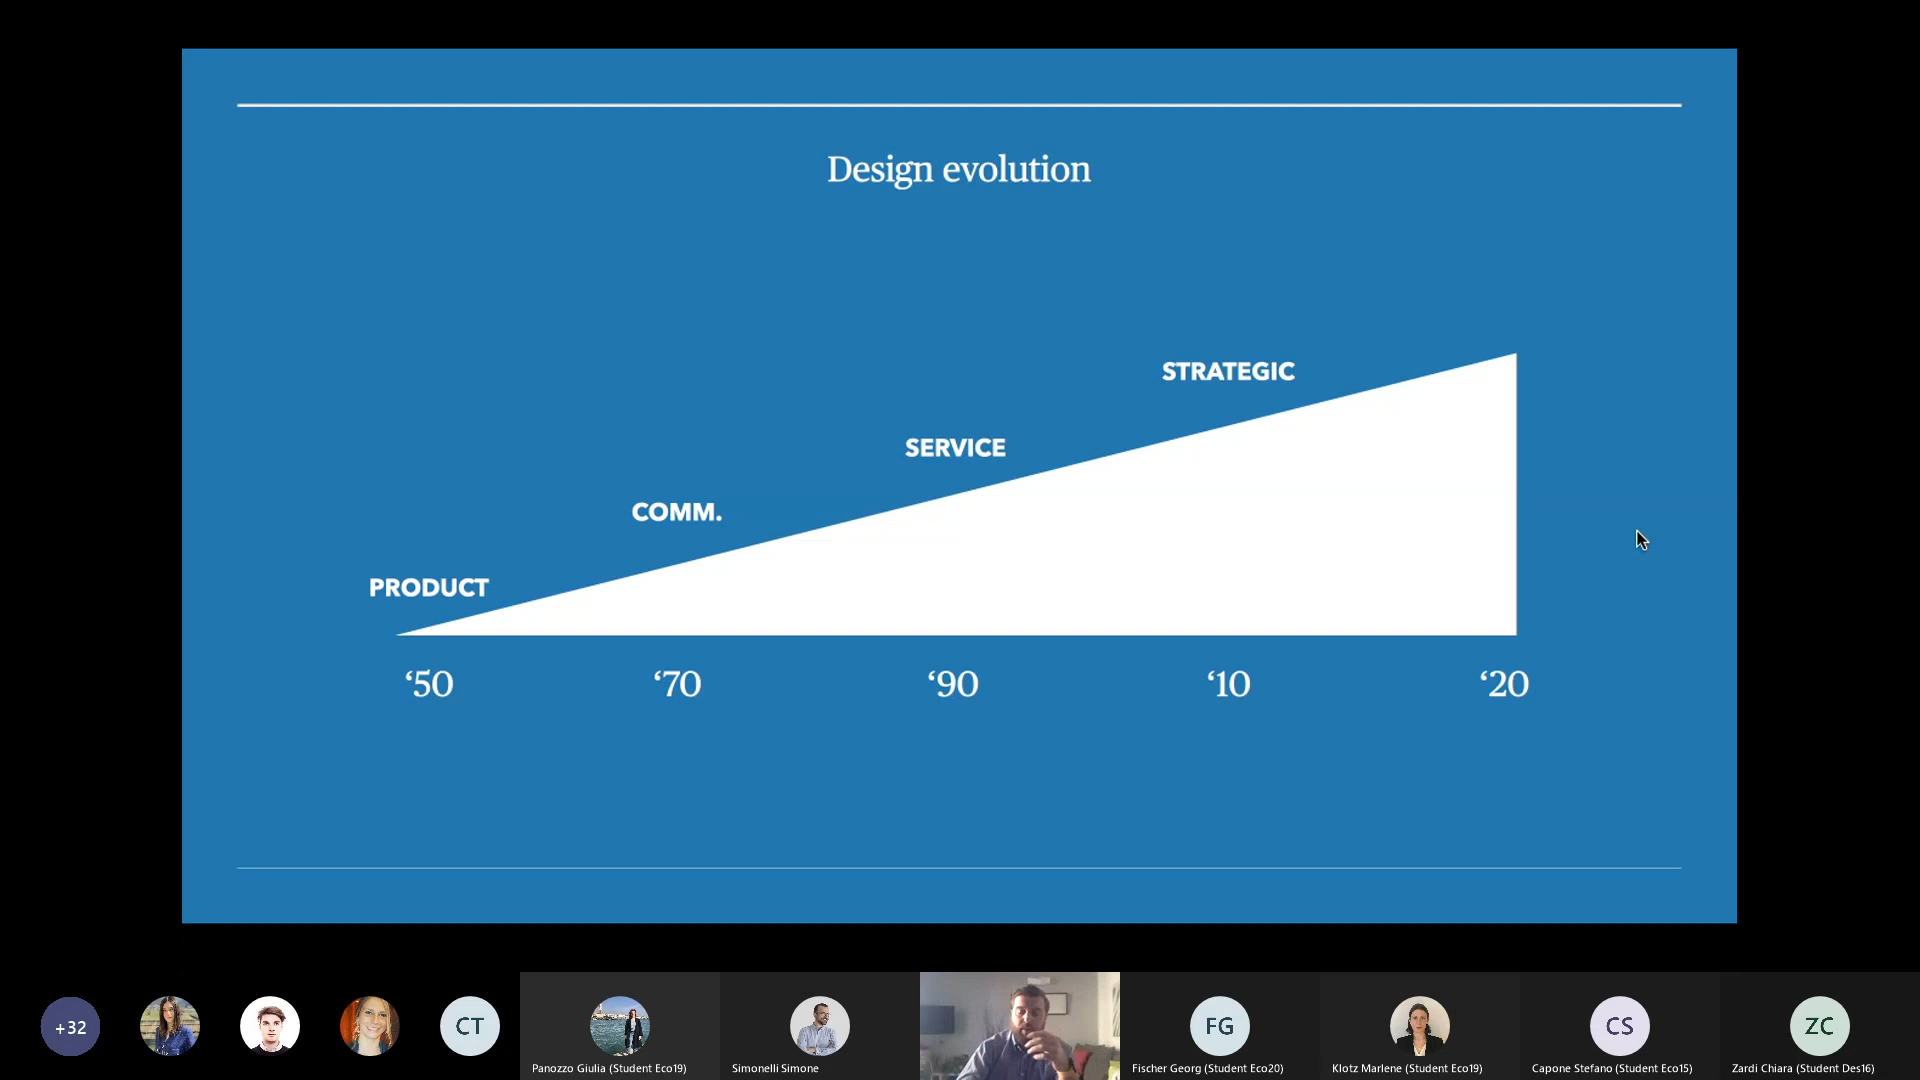 Design evolution
STRATEGIC
SERVICE
COMM.
PRODUCT
‘50 ‘70 ‘90 ‘10 ‘20
+32 CT FG CS ZC
Panozzo Giulia (Student Eco19) Simonelli Simone Fischer Georg (Student Eco20) Klotz Marlene (Student Eco19) Capone Stefano (Student Eco15) Zardi Chiara (Student Des16)